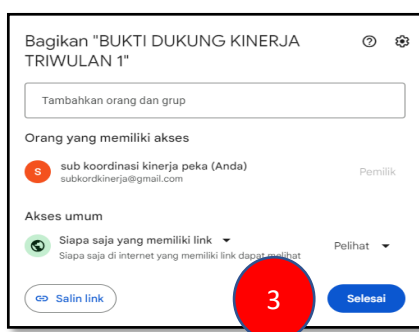 Bagikan "BUKTI DUKUNG KINERJA
TRIWULAN 1"
Tambahkan orang dan grup
Orang yang memiliki akses
S
sub koordinasi kinerja peka (Anda)
subkordkinerja@gmail.com
Pemilik
Akses umum
Siapa saja yang memiliki link
Siapa saja di internet yang memiliki link dapat melihat
Pelihat
Salin link
3
Selesai